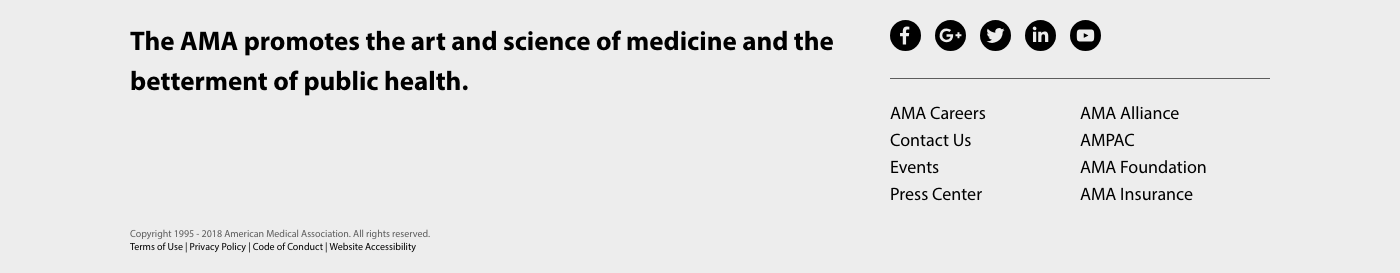 The AMA promotes the art and science of medicine and the
betterment of public health.
AMA Careers
Contact Us
Events
Press Center
AMA Alliance
AMPAC
AMA Foundation
AMA Insurance
Copyright 1995 - 2018 American Medical Association. All rights reserved.
Terms of Use | Privacy Policy | Code of Conduct | Website Accessibility